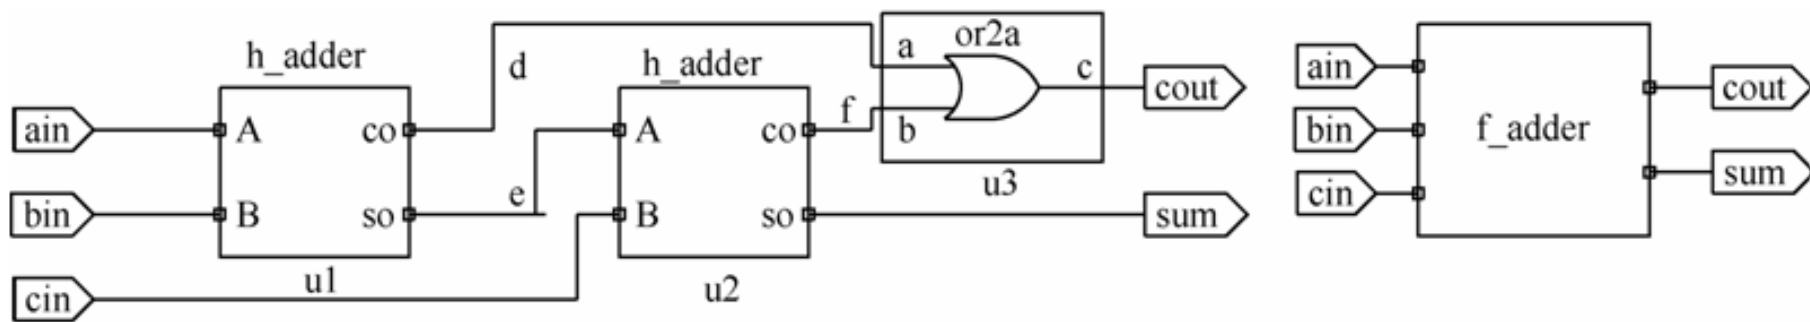 h_adder
ain
A
co
bin
B
so
u1
cin
d
e
h_adder
A
co
B
so
u2
f
or2a
a
b
c
u3
cout
sum
ain
bin
cin
f_adder
cout
sum